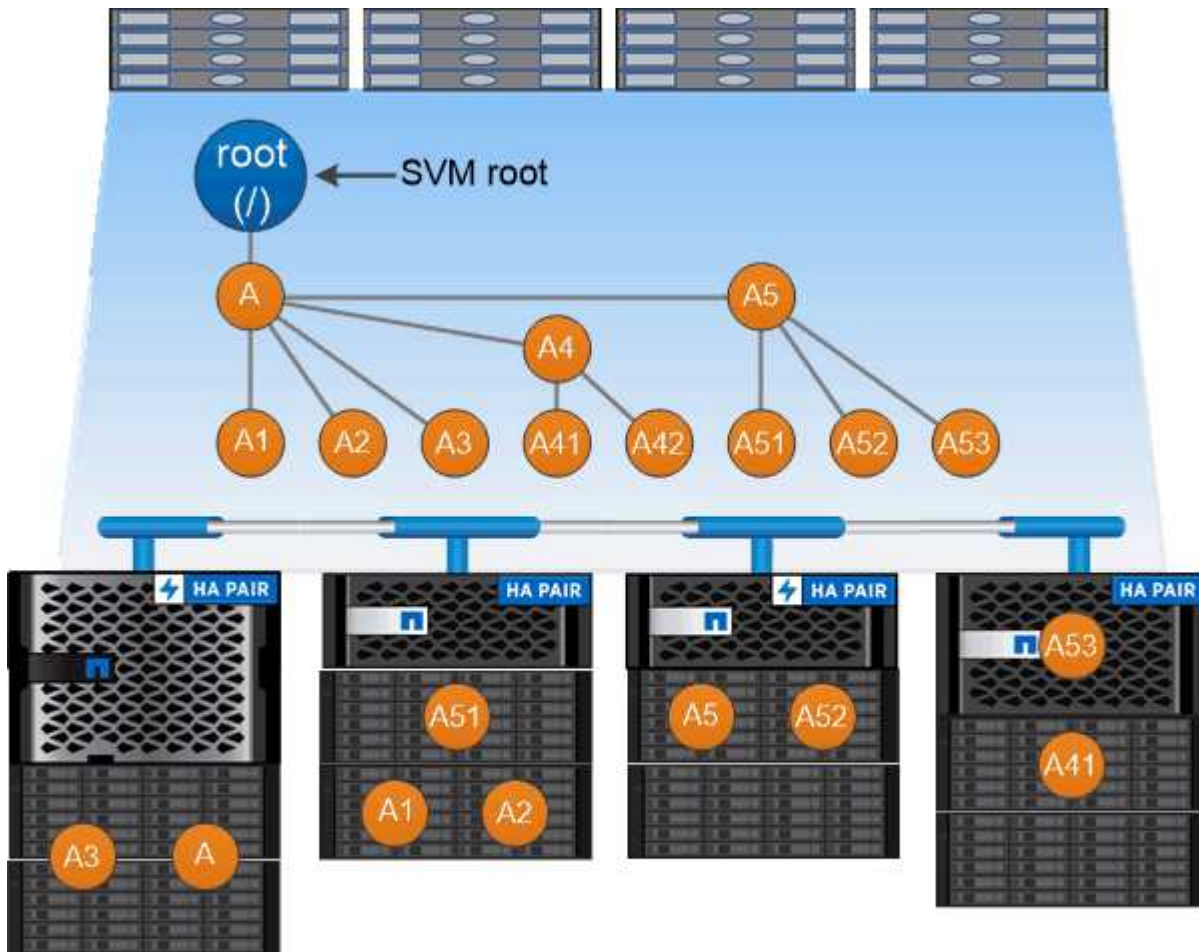 root
(/)
SVM root
A
A5
A4
A1
A2
A3
A41
A42
A51
A52
A53
HA PAIR
HA PAIR
HA PAIR
HA PAIR
A53
A51
A5
A52
A41
A1
A2
A3
A